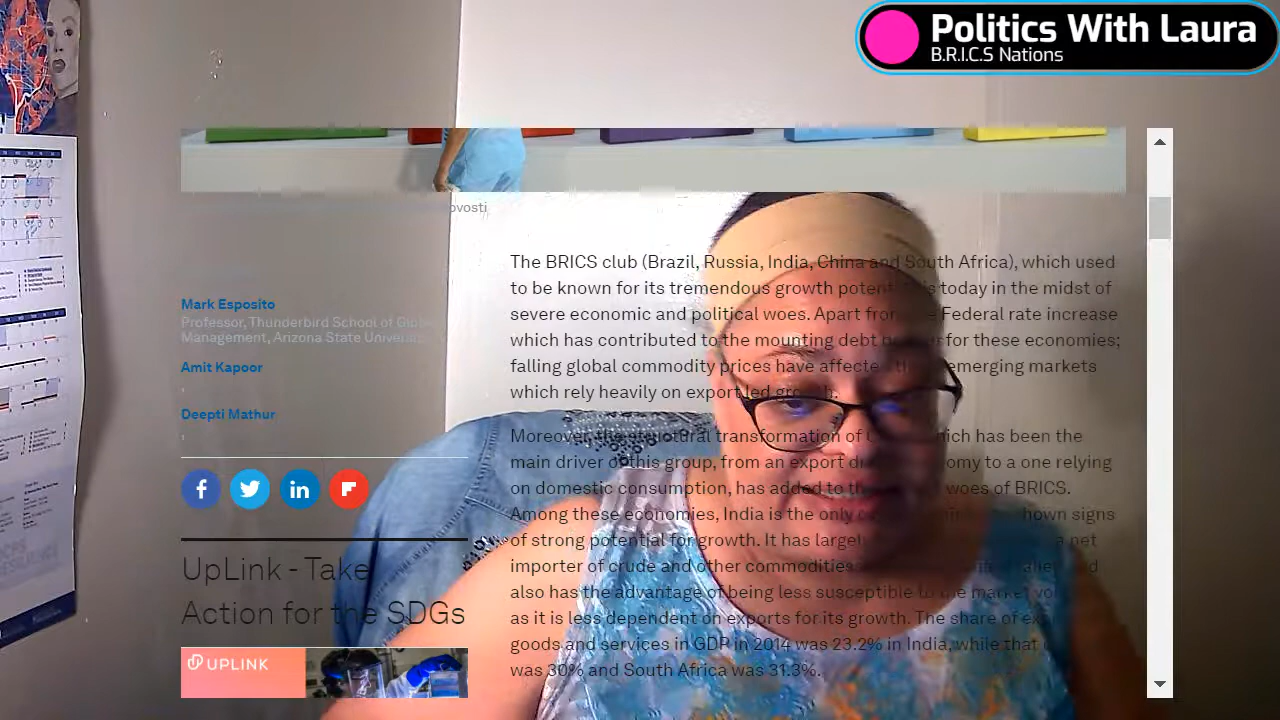 Politics With Laura
B.R.I.C.S Nations
ovosti
Mark Esposito
Professor, Thunderbird School of
Management, Arizona State
Amit Kapoor
Deepti Mathur
UpLink - Take
Action for the SDGs
UPLINK
The BRICS club (Brazil, Russia, India, China and South Africa), which used
to be known for its tremendous growth today in the midst of
severe economic and political woes. Apart Federal rate increase
which has contributed to the mounting debt for these economies;
falling global commodity prices have emerging markets
which rely heavily on export led
Moreover, the structural transformation of has been the
main driver of this group, from an export to a one relying
on domestic consumption, has added to woes of BRICS.
Among these economies, India is the only shown signs
of strong potential for growth. It has net
importer of crude and other commodities
also has the advantage of being less susceptible to the
as it is less dependent on exports for its growth. The share of
goods and services in GDP in 2014 was 23.2% in India, while that
was 30% and South Africa was 31.3%.